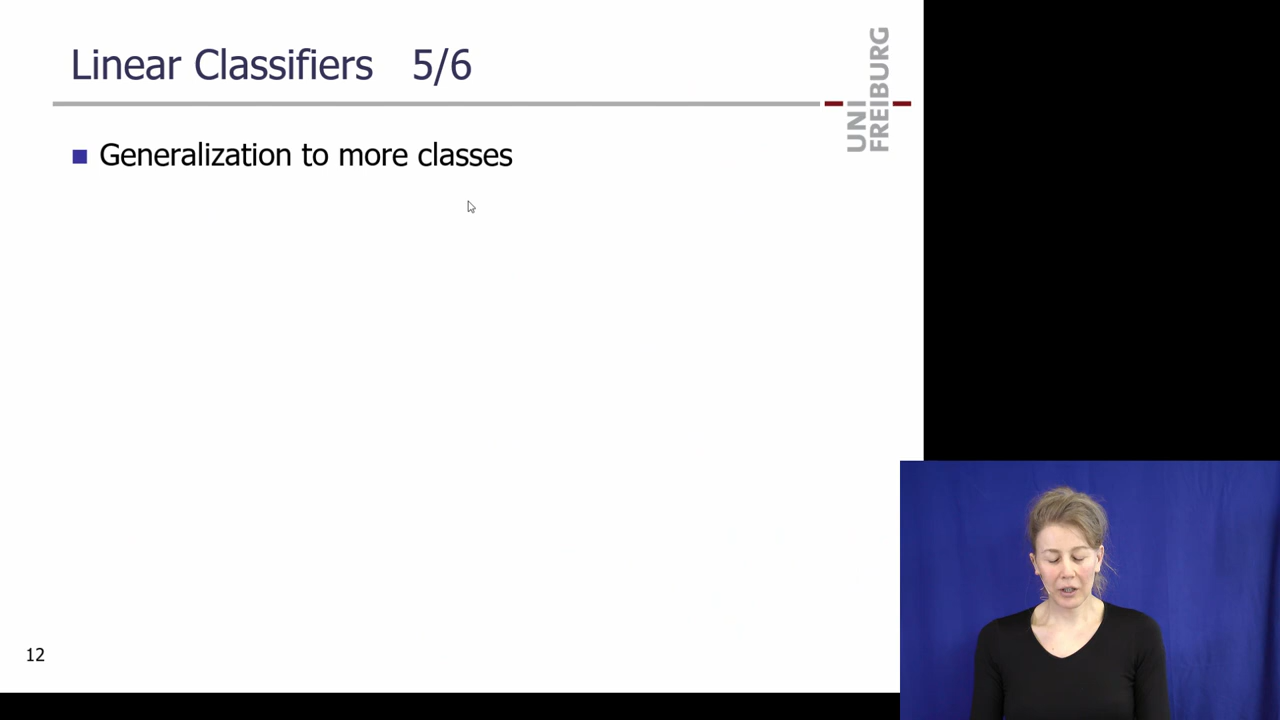 Linear Classifiers 5/6
UNI
FREIBURG
Generalization to more classes
12